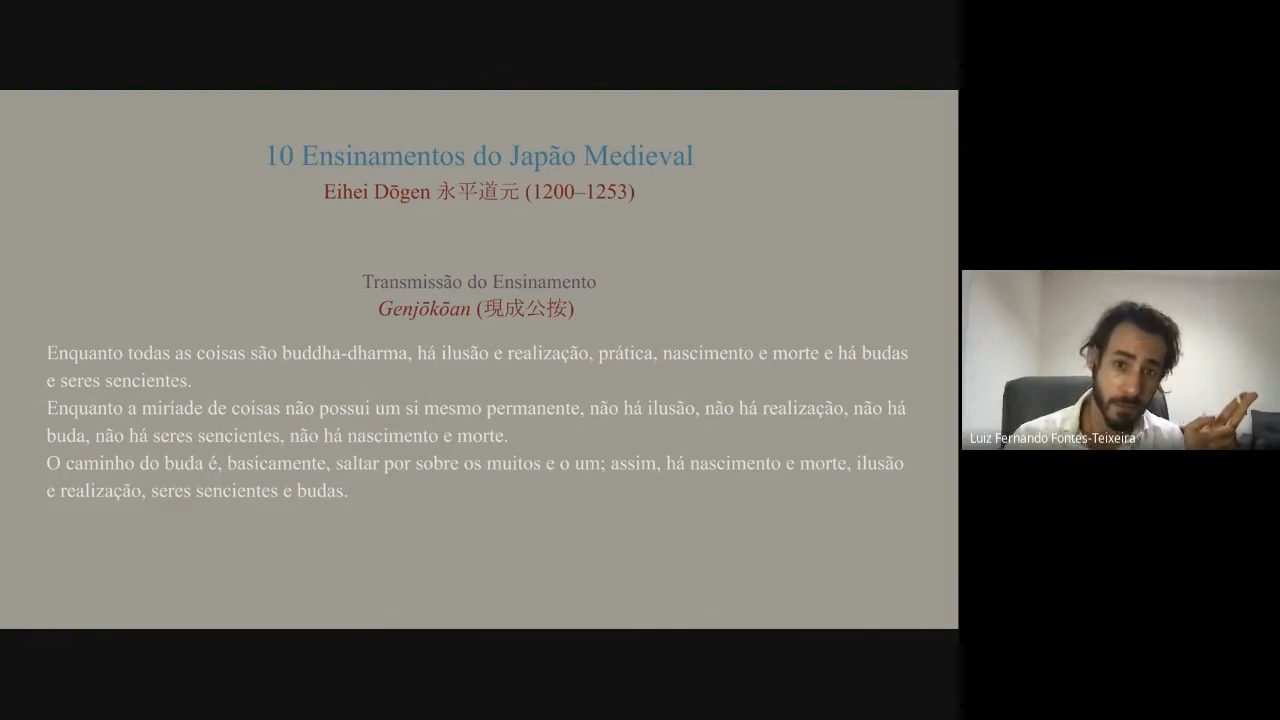 10 Ensinamentos do Japão Medieval
Eihei Dōgen 永平道元 (1200–1253)
Transmissão do Ensinamento
Genjōkōan (現成公按)
Enquanto todas as coisas são buddha-dharma, há ilusão e realização, prática, nascimento e morte e há budas
e seres sencientes.
Enquanto a miríade de coisas não possui um si mesmo permanente, não há ilusão, não há realização, não há
buda, não há seres sencientes, não há nascimento e morte.
O caminho do buda é, basicamente, saltar por sobre os muitos e o um; assim, há nascimento e morte, ilusão
e realização, seres sencientes e budas.
Luiz Fernando Fontes-Teixeira